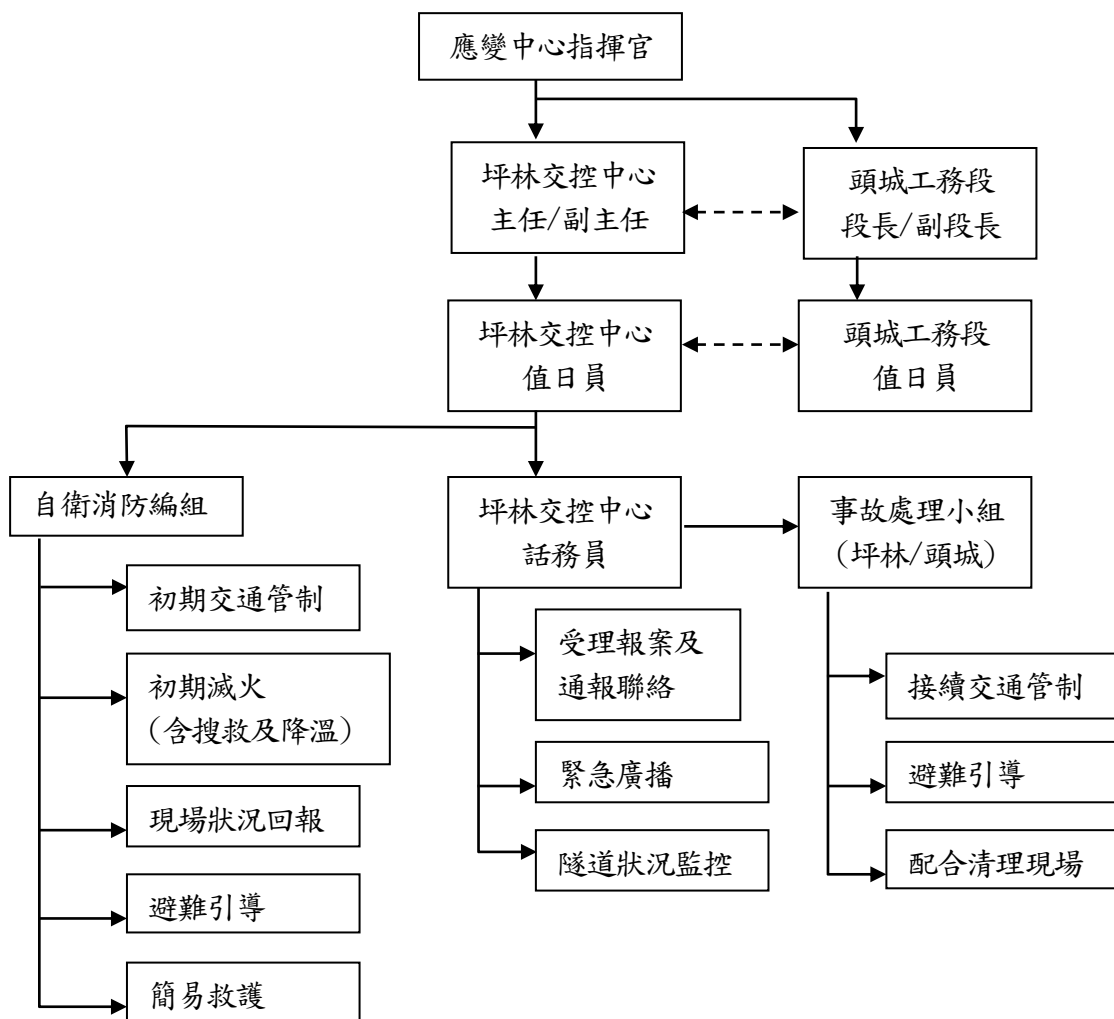 應變中心指揮官
坪林交控中心
主任/副主任
頭城工務段
段長/副段長
坪林交控中心
值日員
頭城工務段
值日員
自衛消防編組
坪林交控中心
話務員
事故處理小組
(坪林/頭城)
初期交通管制
初期滅火
(含搜救及降溫)
現場狀況回報
避難引導
簡易救護
受理報案及
通報聯絡
緊急廣播
隧道狀況監控
接續交通管制
避難引導
配合清理現場